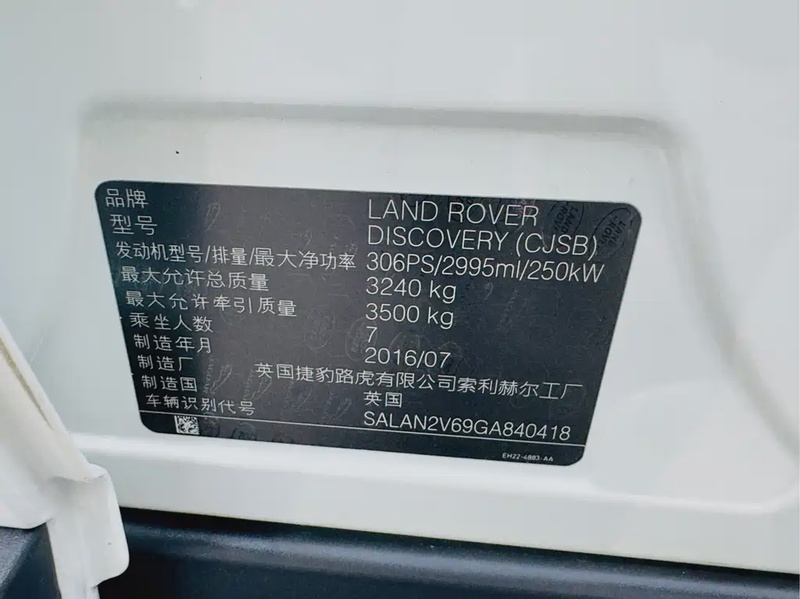 品牌 LAND ROVER
型号 DISCOVERY (CJSB)
发动机型号/排量/最大净功率 306PS/2995ml/250kW
最大允许总质量 3240 kg
最大允许牵引质量 3500 kg
乘坐人数 7
制造年月 2016/07
制造厂 英国捷豹路虎有限公司索利赫尔工厂
制造国 英国
车辆识别代号 SALAN2V69GA840418
EH22-4883-AA